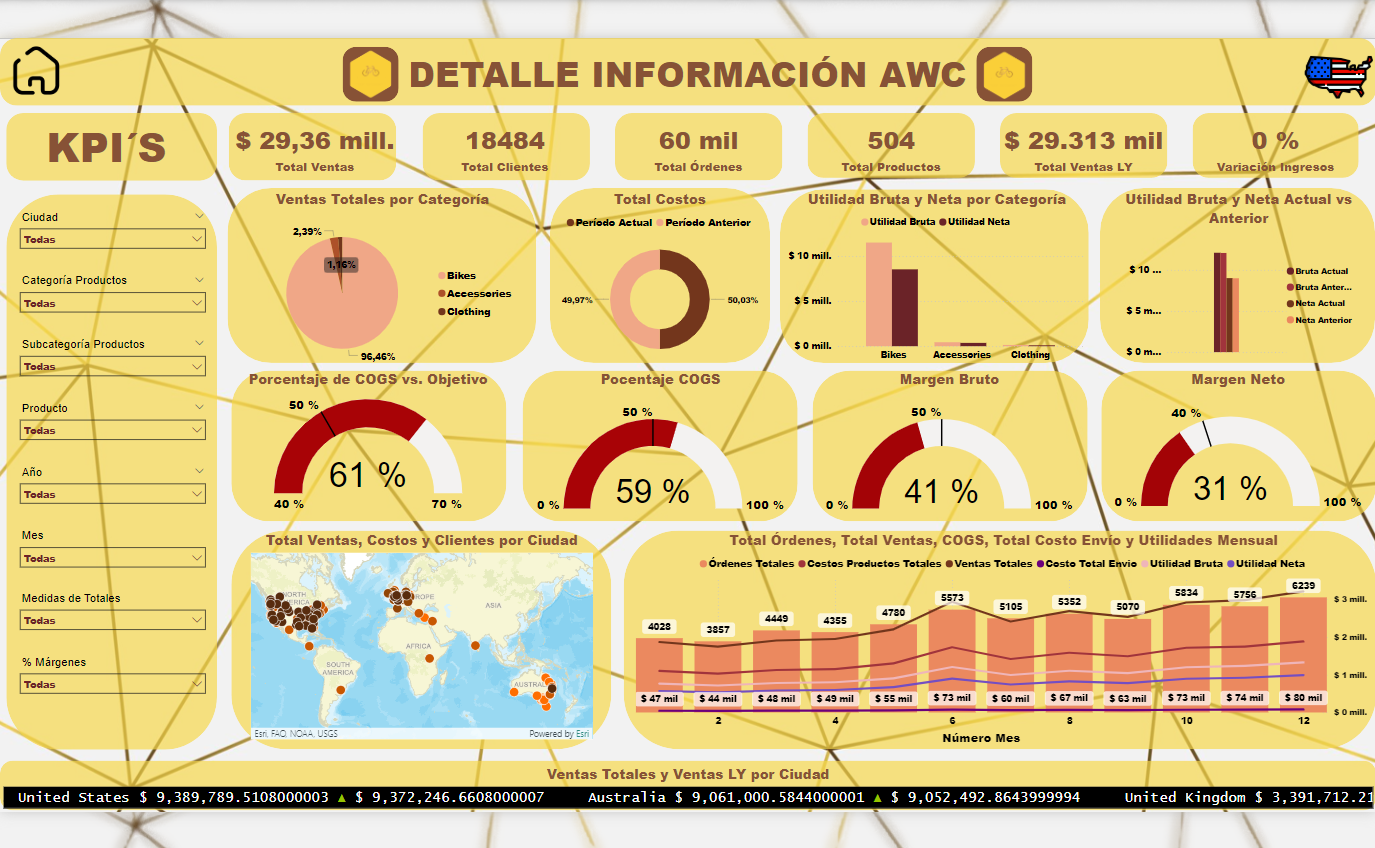 DETALLE INFORMACIÓN AWC
KPI´S
$ 29,36 mill.
Total Ventas
18484
Total Clientes
60 mil
Total Órdenes
504
Total Productos
$ 29.313 mil
Total Ventas LY
0 %
Variación Ingresos
Ciudad
Todas
Categoría Productos
Todas
Subcategoría Productos
Todas
Producto
Todas
Año
Todas
Mes
Todas
Medidas de Totales
Todas
% Márgenes
Todas
Ventas Totales por Categoría
2,39%
1,16%
96,46%
Bikes
Accessories
Clothing
Total Costos
Período Actual Período Anterior
49,97%
50,03%
Utilidad Bruta y Neta por Categoría
Utilidad Bruta Utilidad Neta
$ 10 mill.
$ 5 mill.
$ 0 mill.
Bikes Accessories Clothing
Utilidad Bruta y Neta Actual vs
Anterior
$ 10 ...
$ 5 m...
$ 0 m...
Bruta Actual
Bruta Anter...
Neta Actual
Neta Anterior
Porcentaje de COGS vs. Objetivo
50 %
61 %
40 % 70 %
Pocentaje COGS
50 %
59 %
0 % 100 %
Margen Bruto
50 %
41 %
0 % 100 %
Margen Neto
40 %
31 %
0 % 100 %
Total Ventas, Costos y Clientes por Ciudad
NORTH
AMERICA
ASIA
AFRICA
SOUTH
AMERICA
Esri, FAO, NOAA, USGS
Powered by Esri
Total Órdenes, Total Ventas, COGS, Total Costo Envío y Utilidades Mensual
Órdenes Totales Costos Productos Totales Ventas Totales Costo Total Envio Utilidad Bruta Utilidad Neta
4028 3857 4449 4355 4780 5573 5105 5352 5070 5834 5756 6239
$ 3 mill.
$ 2 mill.
$ 1 mill.
$ 0 mill.
$ 47 mil $ 44 mil $ 48 mil $ 49 mil $ 55 mil $ 73 mil $ 60 mil $ 67 mil $ 63 mil $ 73 mil $ 74 mil $ 80 mil
2 4 6 8 10 12
Número Mes
Ventas Totales y Ventas LY por Ciudad
United States $ 9,389,789.5108000003 ▲ $ 9,372,246.6608000007 Australia $ 9,061,000.5844000001 ▲ $ 9,052,492.8643999994 United Kingdom $ 3,391,712.21